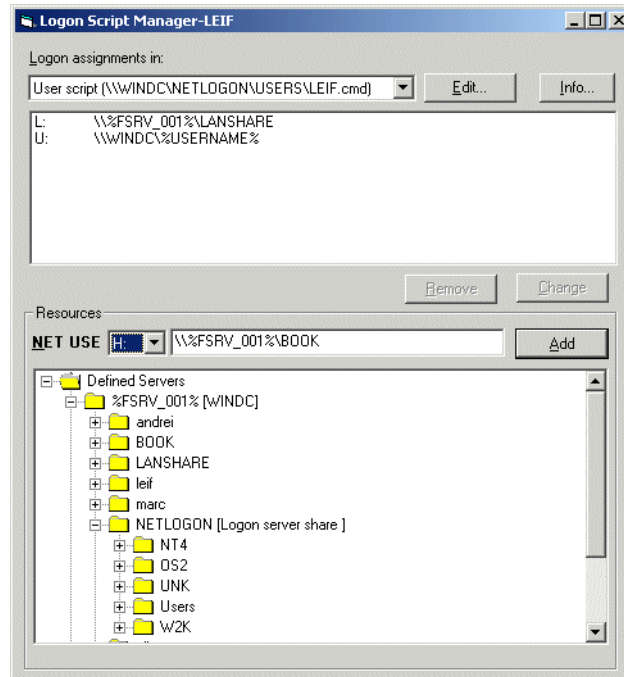 Logon Script Manager-LEIF
Logon assignments in:
User script (\\WINDC\NETLOGON\USERS\LEIF.cmd)
Edit...
Info...
L: \\%FSRV_001%\LANSHARE
U: \\WINDC\%USERNAME%
Remove
Change
Resources
NET USE H: \\%FSRV_001%\BOOK
Add
Defined Servers
%FSRV_001% [WINDC]
andrei
BOOK
LANSHARE
leif
marc
NETLOGON [Logon server share ]
NT4
OS2
UNK
Users
W2K